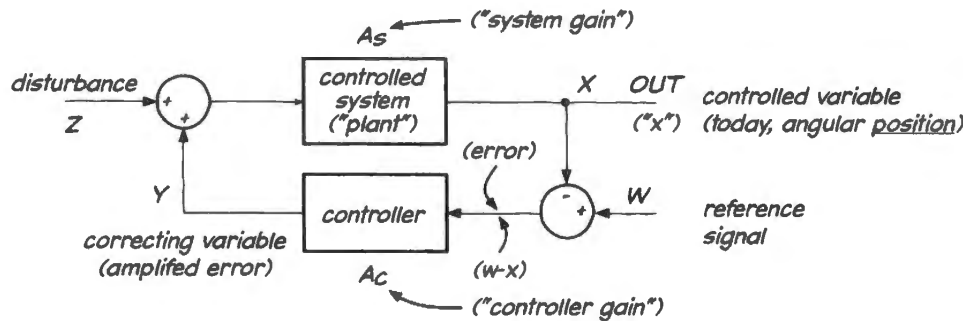 ("system gain")
As
disturbance
Z
+
+
controlled
system
("plant")
X
OUT
("x")
controlled variable
(today, angular position)
(error)
Y
controller
-
+
W
reference
signal
correcting variable
(amplifed error)
(w-x)
Ac
("controller gain")